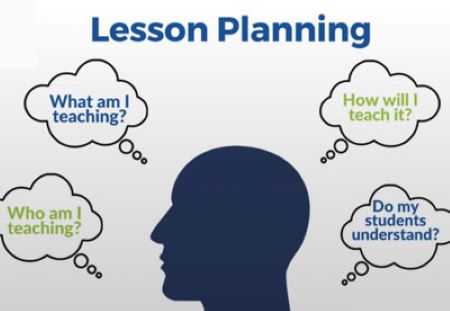 Lesson Planning
What am I
teaching?
How will I
teach it?
Who am I
teaching?
Do my
students
understand?